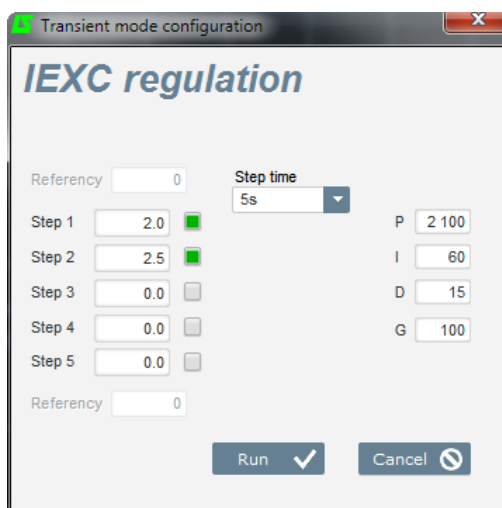 Transient mode configuration
IEXC regulation
Referency 0
Step time
5s
Step 1 2.0
P 2 100
Step 2 2.5
I 60
Step 3 0.0
D 15
Step 4 0.0
G 100
Step 5 0.0
Referency 0
Run
Cancel